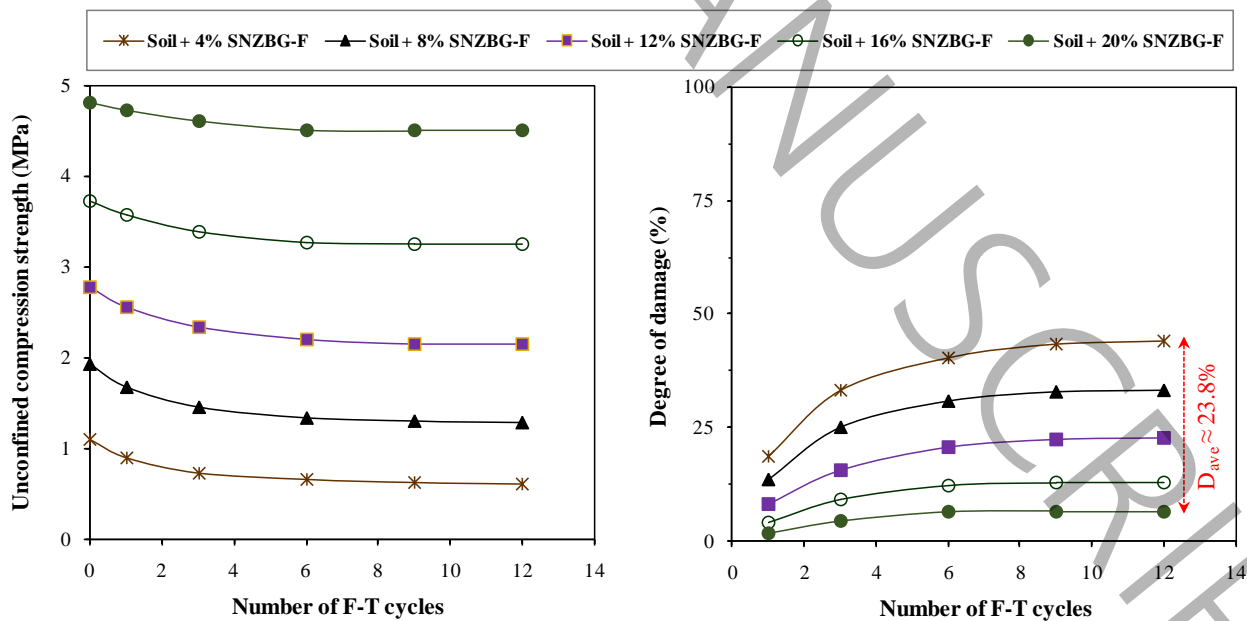 Soil + 4% SNZBG-F Soil + 8% SNZBG-F Soil + 12% SNZBG-F Soil + 16% SNZBG-F Soil + 20% SNZBG-F
Unconfined compression strength (MPa)
5
4
3
2
1
0
0 2 4 6 8 10 12 14
Number of F-T cycles
Degree of damage (%)
100
75
50
25
0
0 2 4 6 8 10 12 14
Number of F-T cycles
D_ave ≈ 23.8%
ANUSCRIP